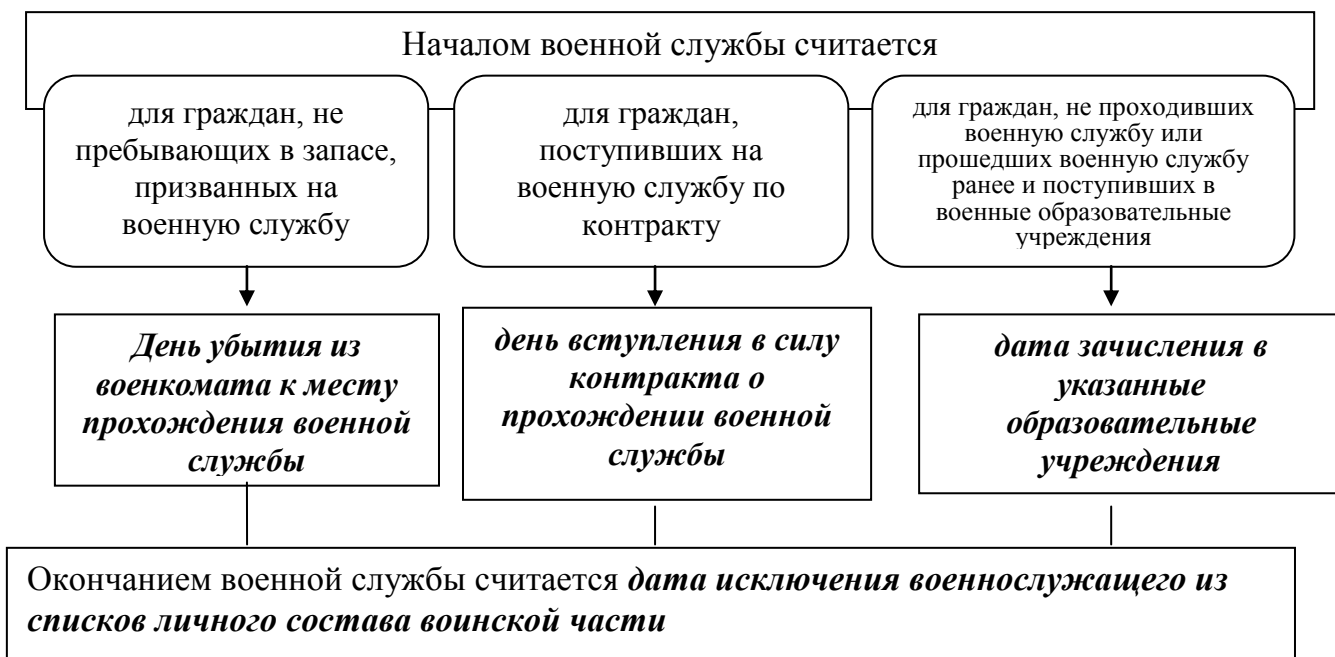 Началом военной службы считается
для граждан, не
пребывающих в запасе,
призванных на
военную службу
для граждан,
поступивших на
военную службу по
контракту
для граждан, не проходивших
военную службу или
прошедших военную службу
ранее и поступивших в
военные образовательные
учреждения
День убытия из
военкомата к месту
прохождения военной
службы
день вступления в силу
контракта о
прохождении военной
службы
дата зачисления в
указанные
образовательные
учреждения
Окончанием военной службы считается дата исключения военнослужащего из
списков личного состава воинской части